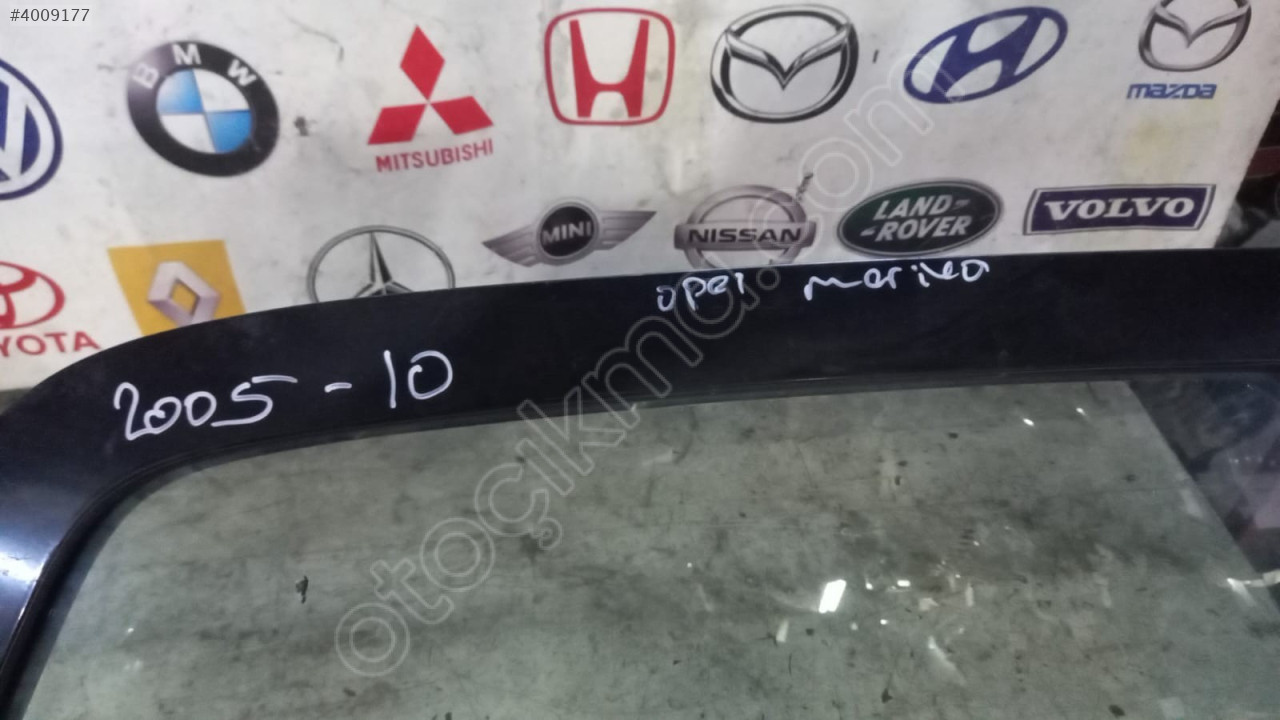 #4009177
BMW
MITSUBISHI
mazda
MINI
NISSAN
LAND-
-ROVER
VOLVO
YOTA
opel meriva
2005-10
otoçıkma.com